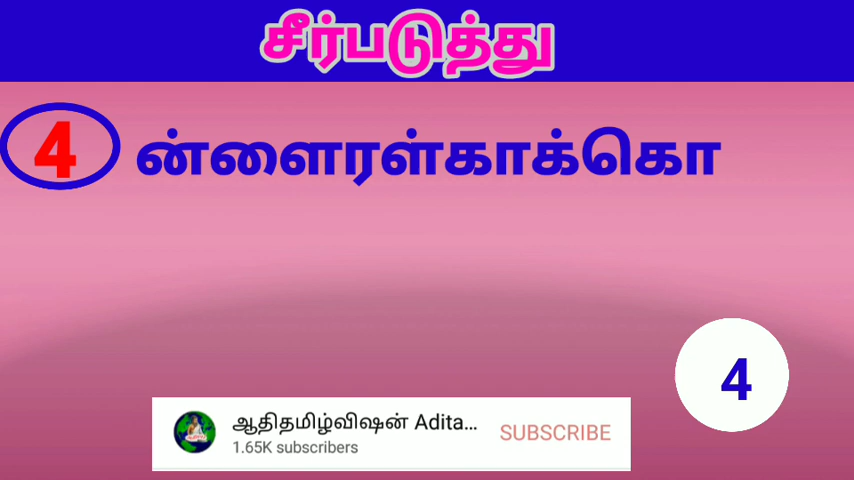 சீர்படுத்து
4 ன்ளைரள்காக்கொ
4
ஆதிதமிழ்விஷன் Adita...
1.65K subscribers
SUBSCRIBE